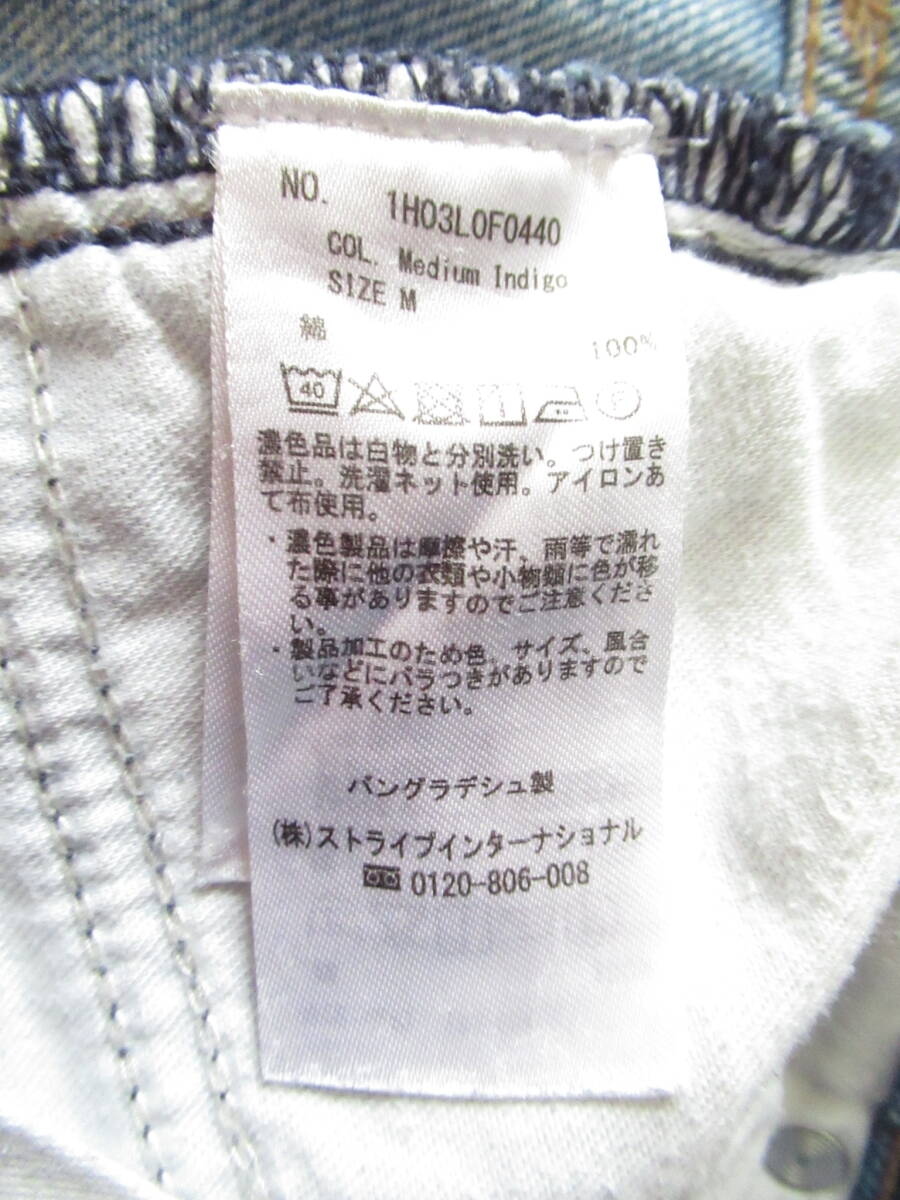 NO. 1H03L0F0440
COL. Medium Indigo
SIZE M
綿 100%
40
濃色品は白物と分別洗い。つけ置き
禁止。洗濯ネット使用。アイロンあ
て布使用。
・濃色製品は摩擦や汗、雨等で濡れ
た際に他の衣類や小物類に色が移
る事がありますのでご注意くださ
い。
・製品加工のため色、サイズ、風合
いなどにバラつきがありますので
ご了承ください。
バングラデシュ製
(株)ストライプインターナショナル
0120-806-008